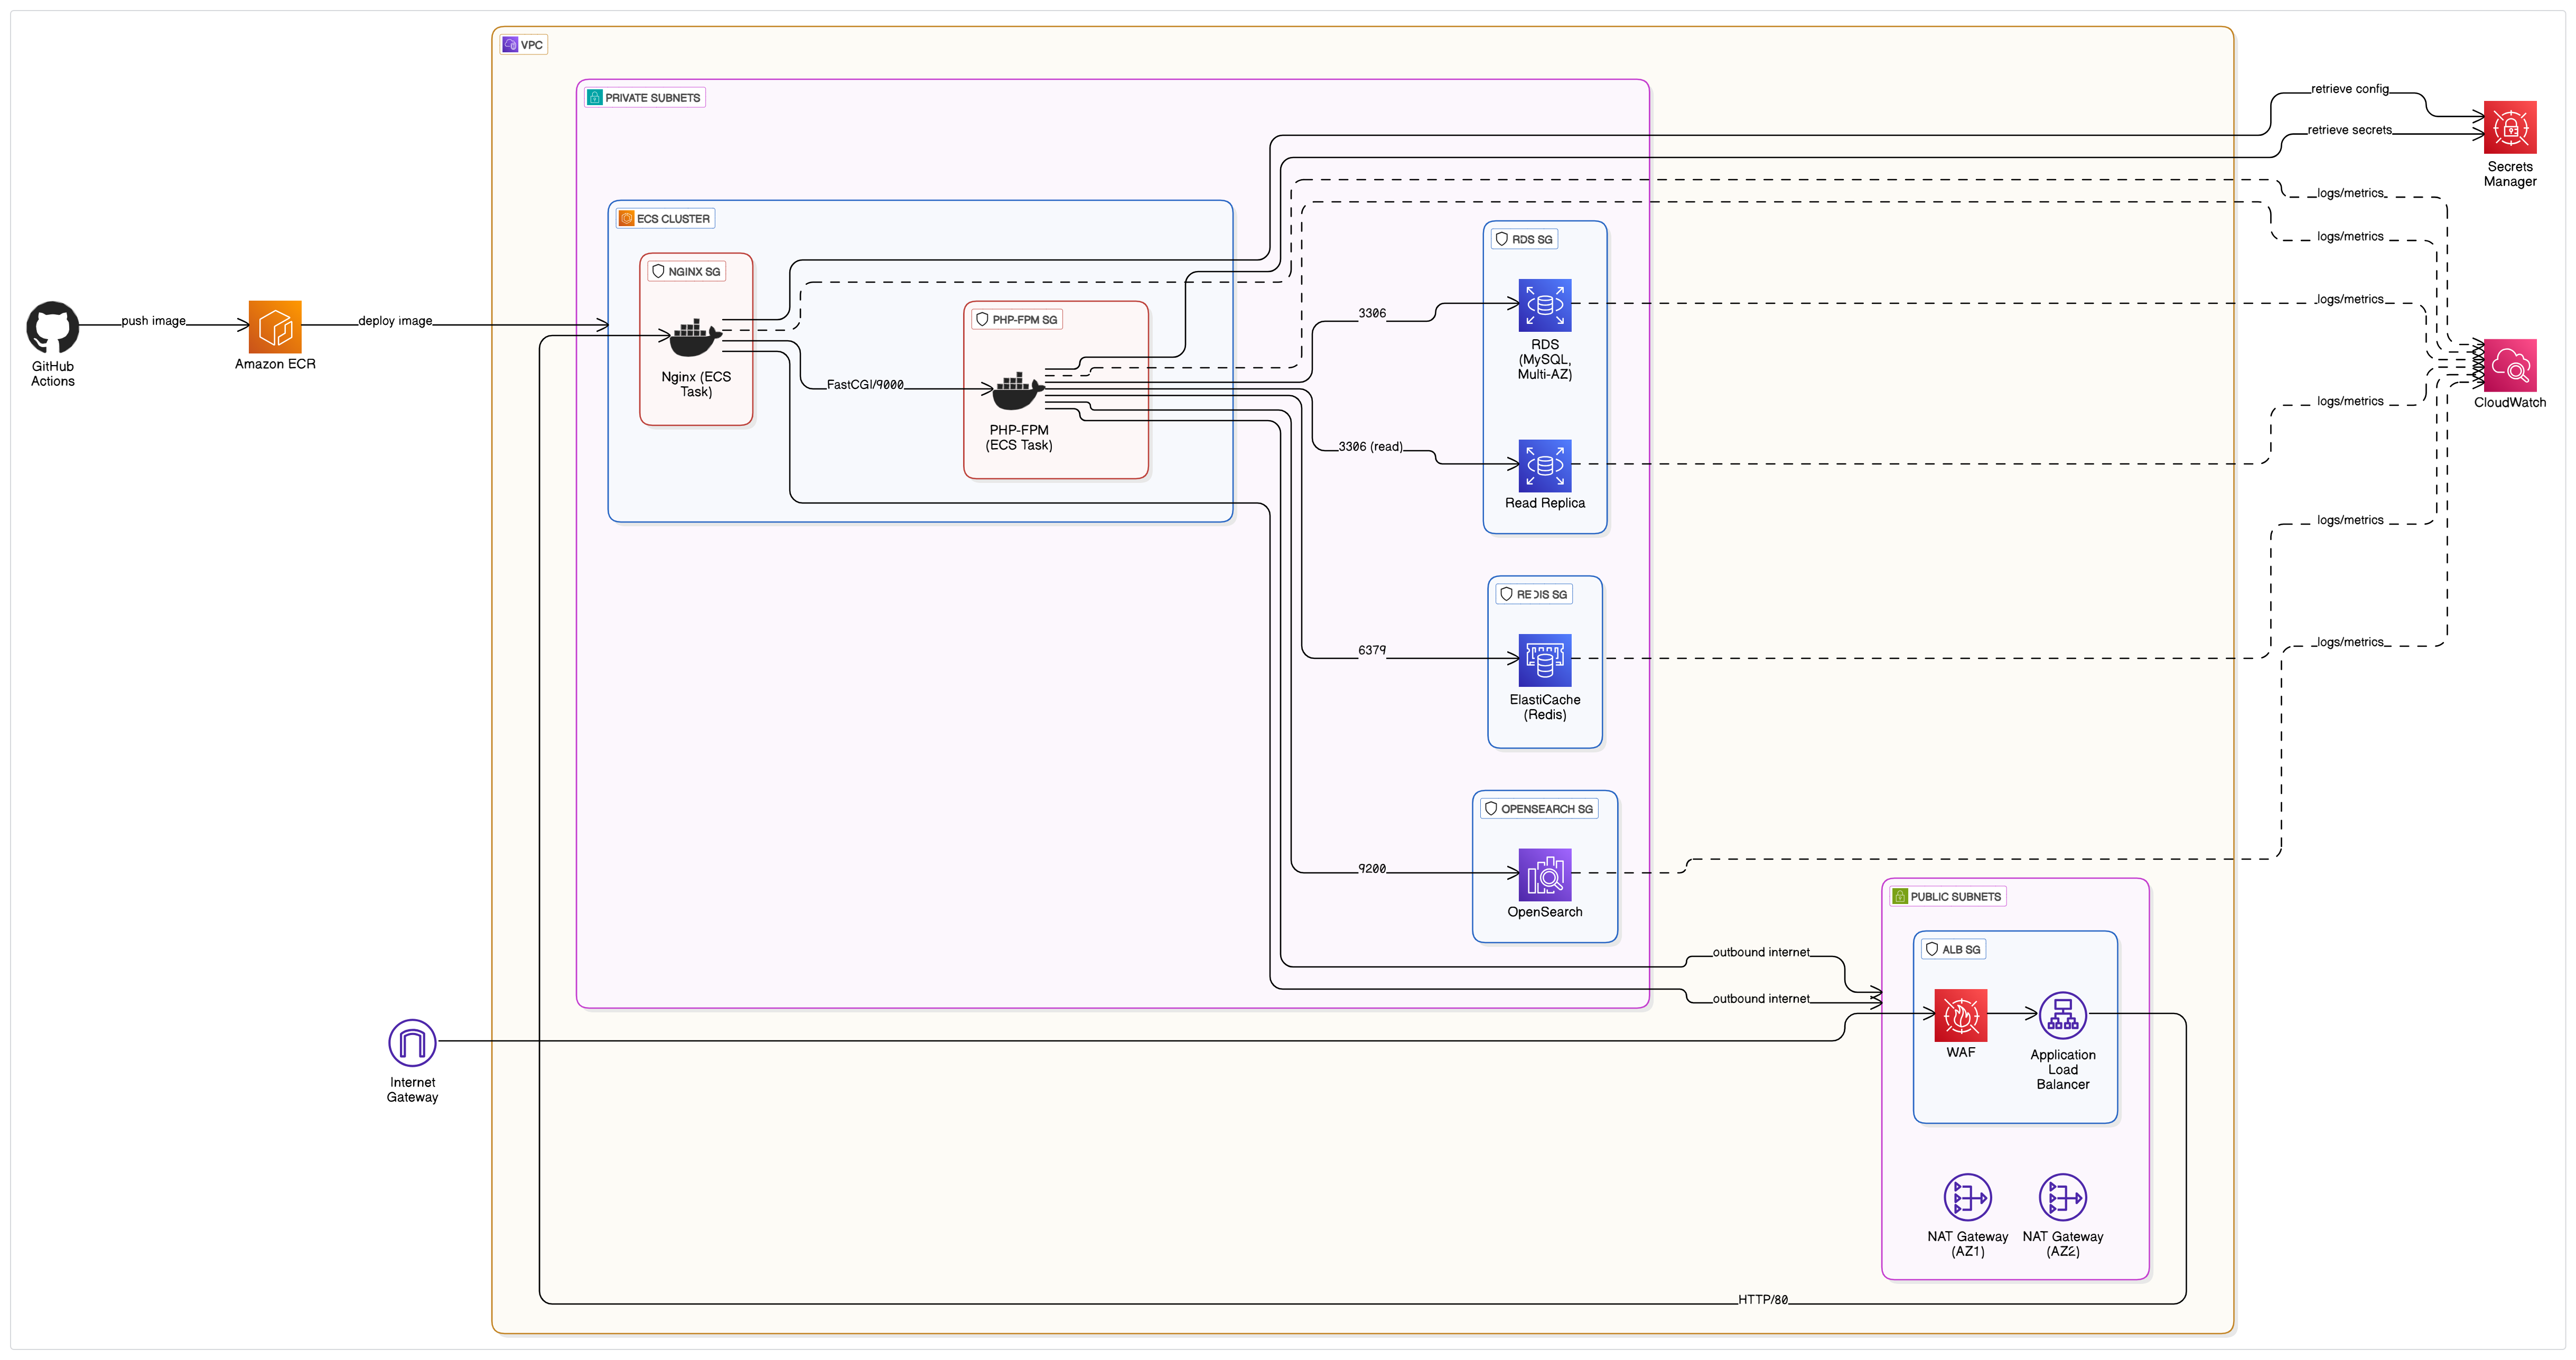 VPC
PRIVATE SUBNETS
retrieve config
retrieve secrets
Secrets
Manager
logs/metrics
ECS CLUSTER
logs/metrics
RDS SG
NGINX SG
logs/metrics
3306
PHP-FPM SG
push image
deploy image
RDS
(MySQL,
Multi-AZ)
GitHub
Actions
Amazon ECR
Nginx (ECS
Task)
FastCGI/9000
CloudWatch
logs/metrics
PHP-FPM
(ECS Task)
3306 (read)
Read Replica
logs/metrics
REDIS SG
logs/metrics
6379
ElastiCache
(Redis)
OPENSEARCH SG
9200
OpenSearch
PUBLIC SUBNETS
ALB SG
outbound internet
outbound internet
WAF
Application
Load
Balancer
Internet
Gateway
NAT Gateway
(AZ1)
NAT Gateway
(AZ2)
HTTP/80